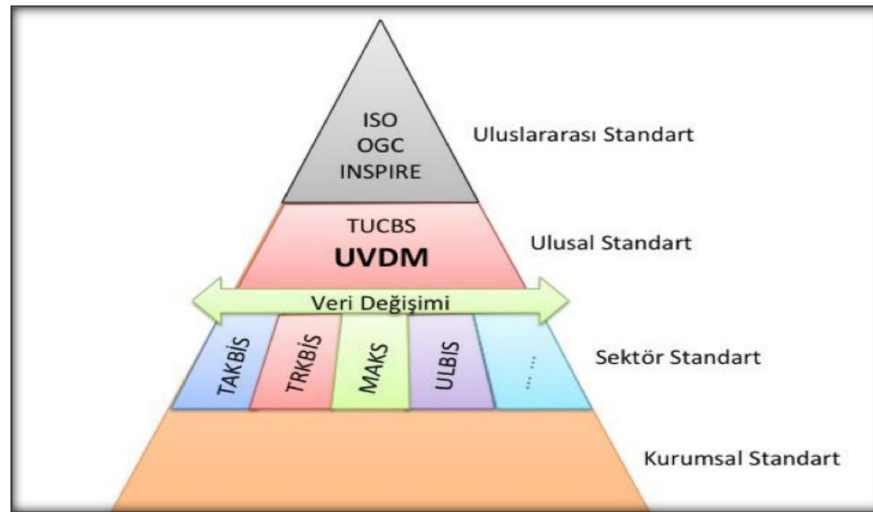 ISO
OGC
INSPIRE
Uluslararası Standart
TUCBS
UVDM
Ulusal Standart
Veri Değişimi
TAKBİS
TRKBİS
MAKS
ULBIS
... ...
Sektör Standart
Kurumsal Standart